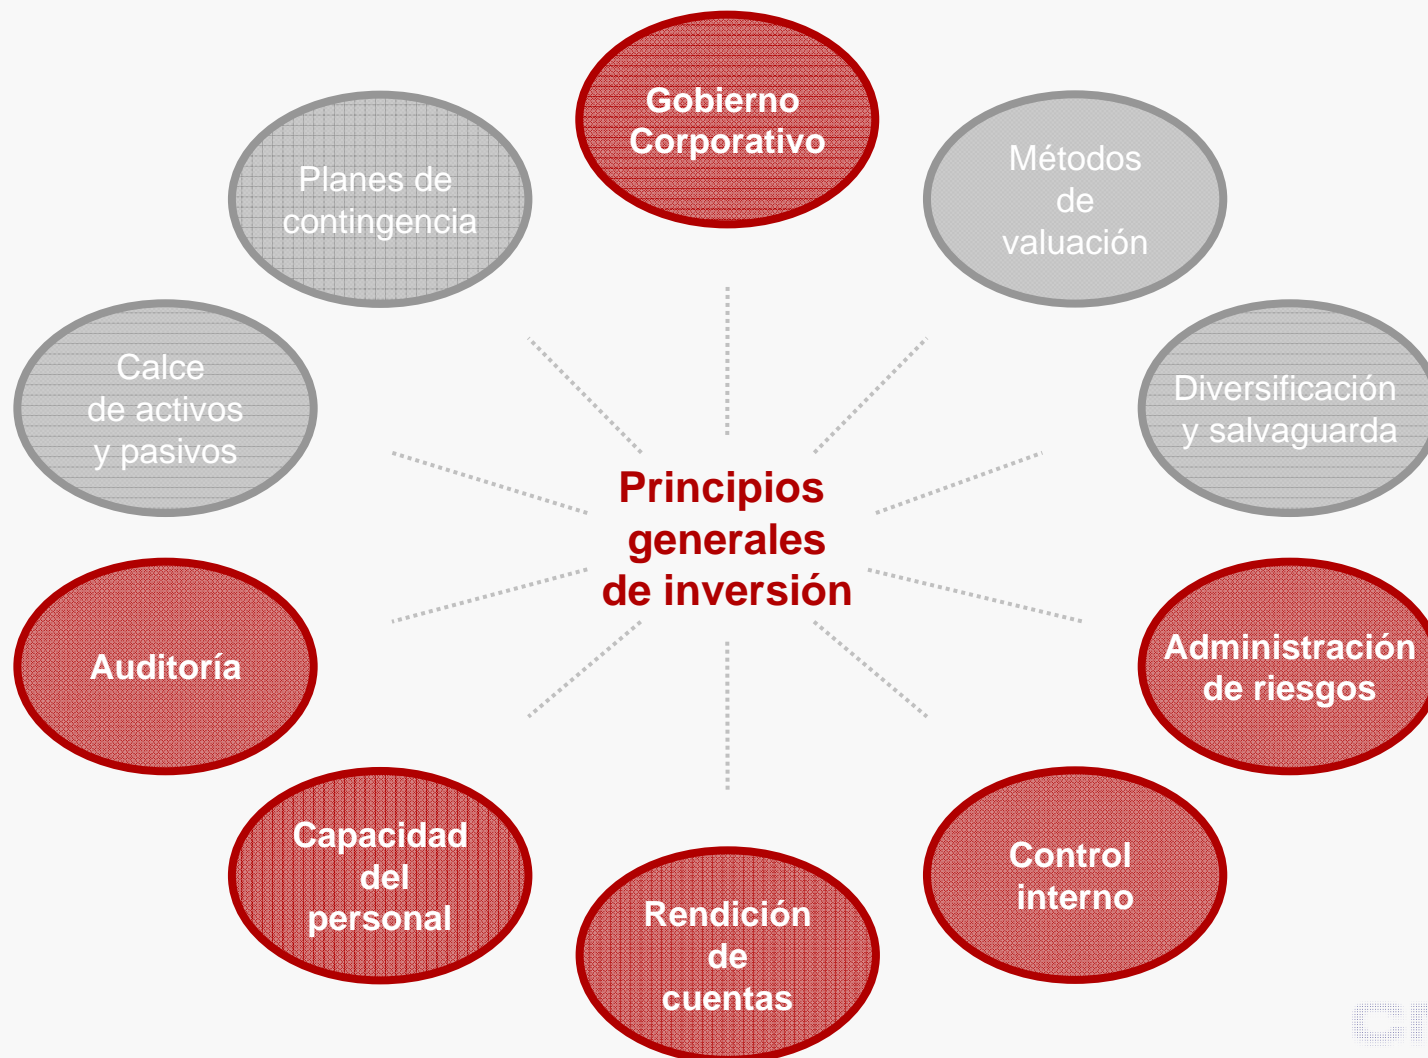 Gobierno
Corporativo
Métodos
de
valuación
Planes de
contingencia
Calce
de activos
y pasivos
Diversificación
y salvaguarda
Principios
generales
de inversión
Auditoría
Administración
de riesgos
Capacidad
del
personal
Control
interno
Rendición
de
cuentas